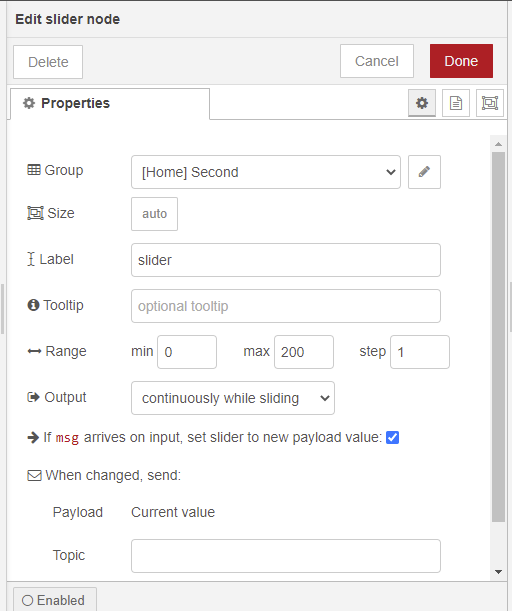 Edit slider node
Delete Cancel Done
Properties
Group [Home] Second
Size auto
Label slider
Tooltip optional tooltip
Range min 0 max 200 step 1
Output continuously while sliding
If msg arrives on input, set slider to new payload value:
When changed, send:
Payload Current value
Topic
Enabled